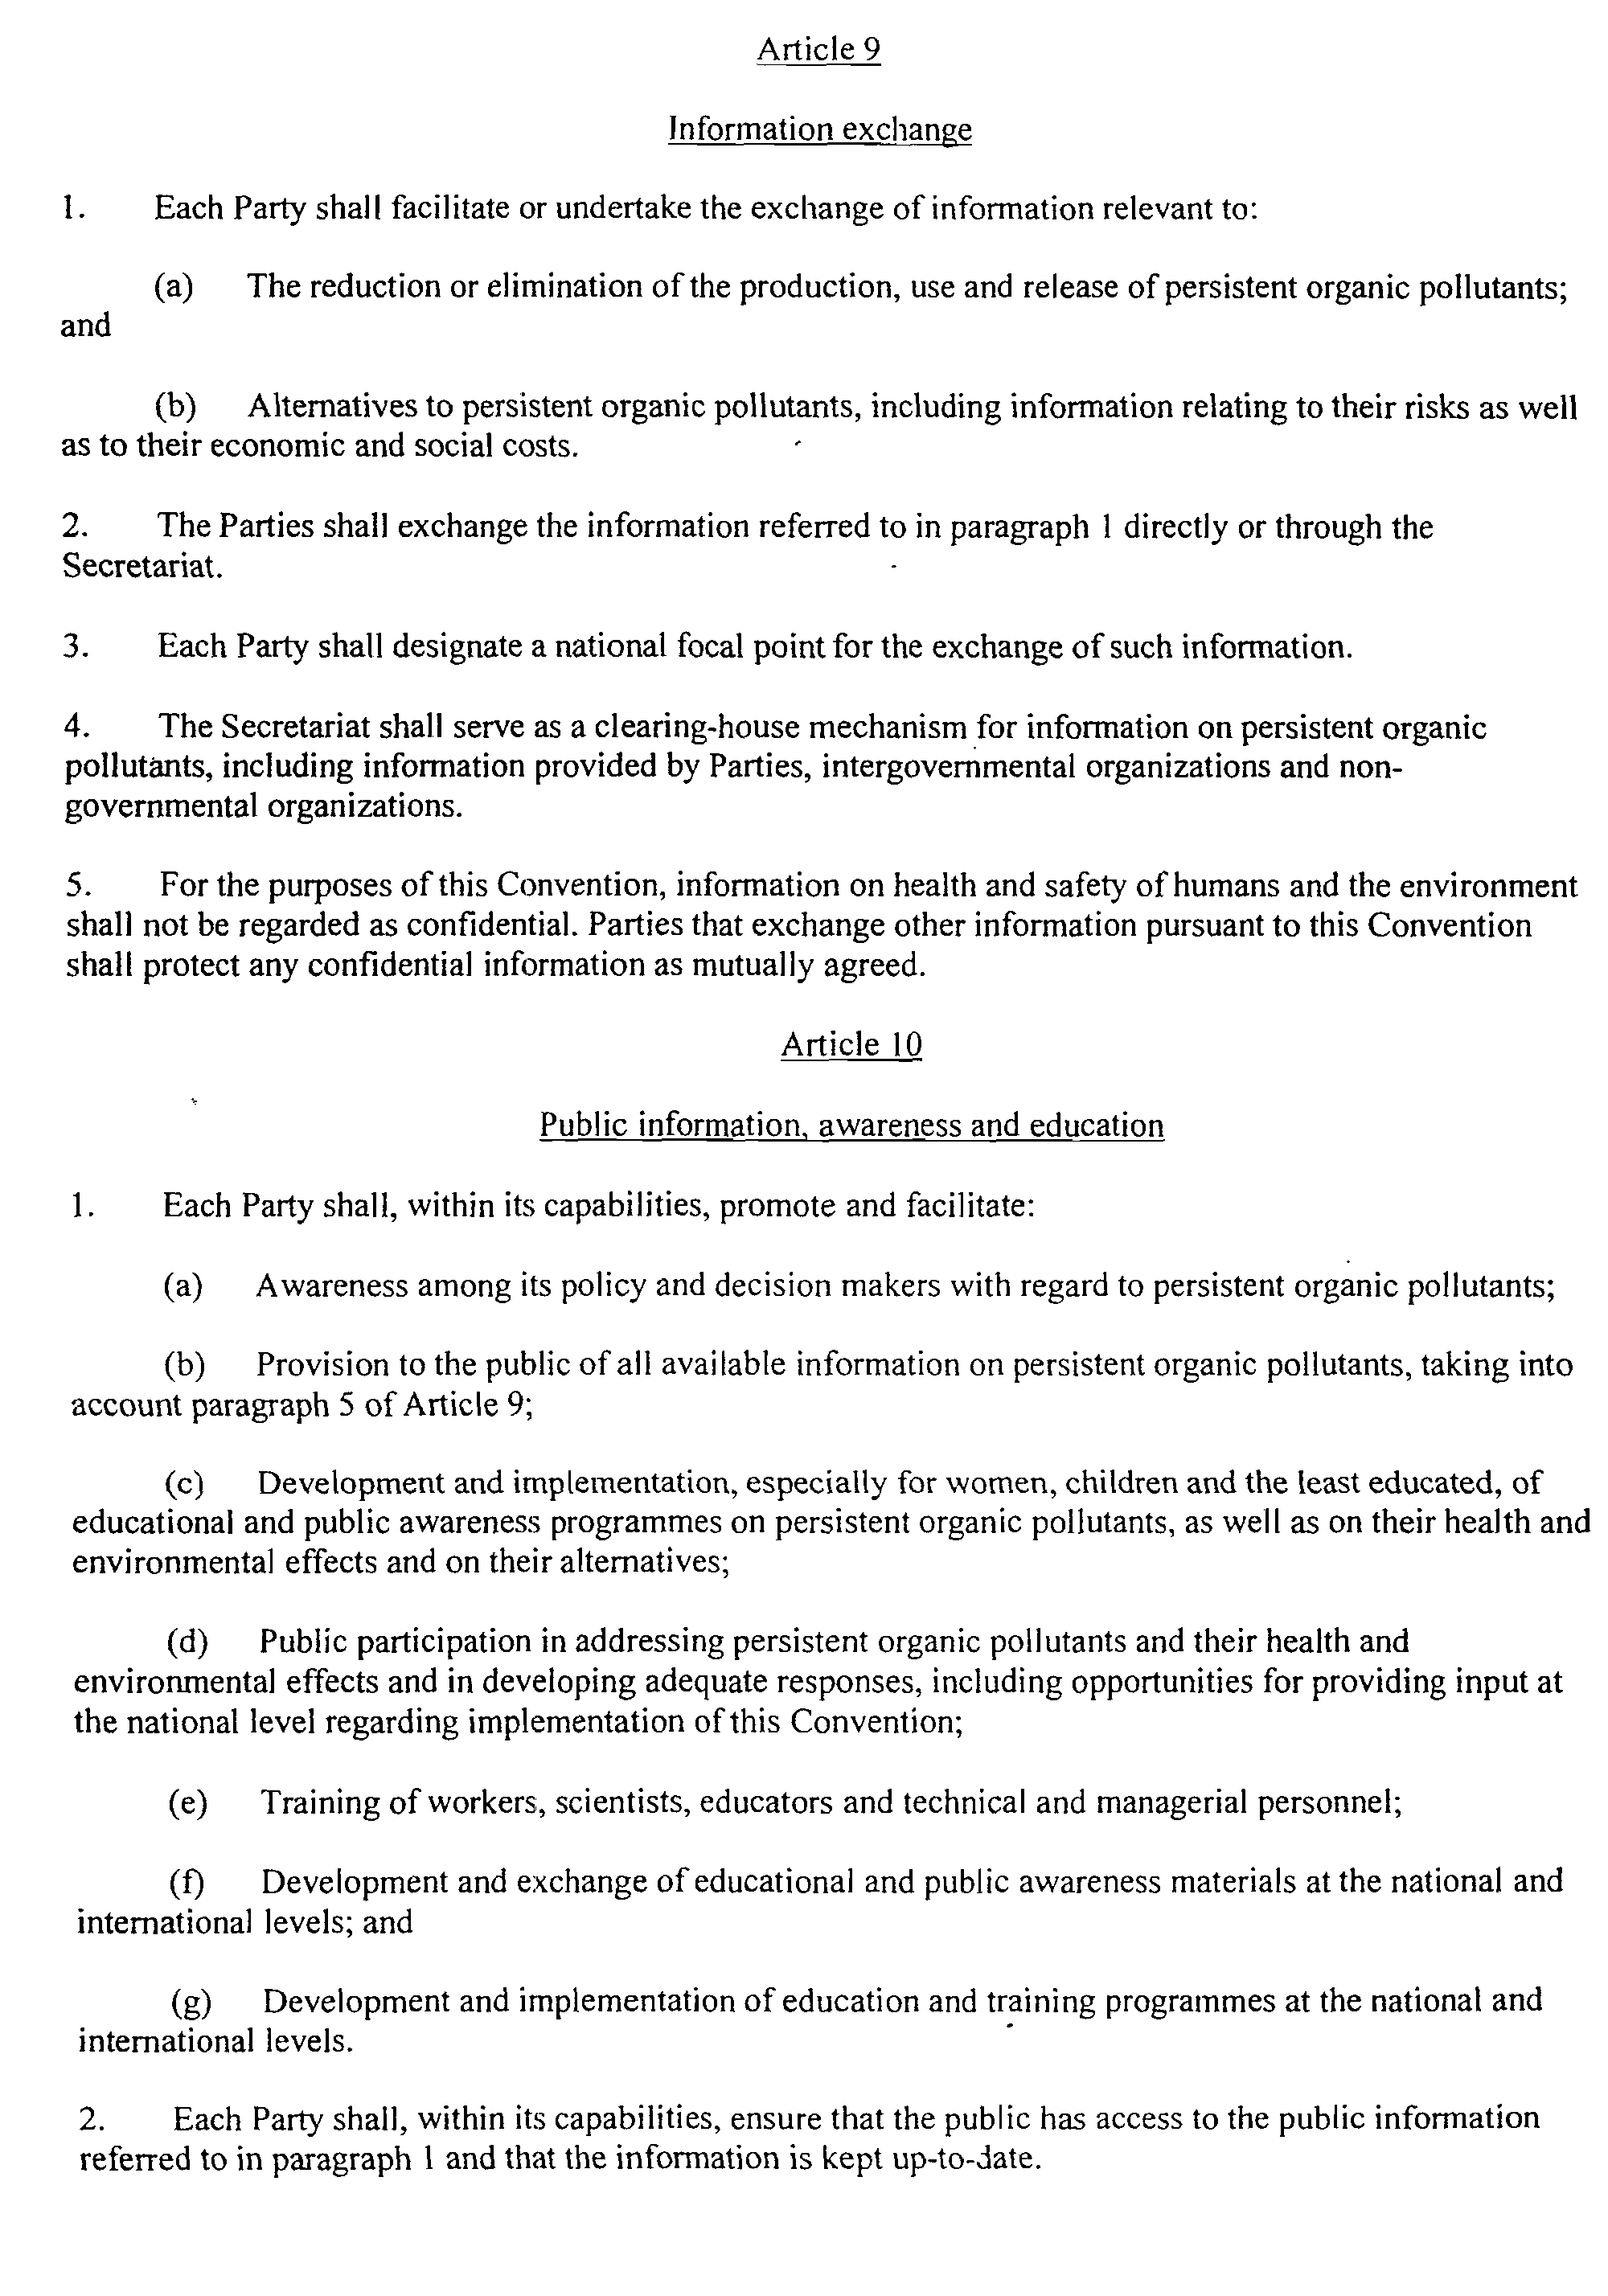 Article 9
Information exchange
1. Each Party shall facilitate or undertake the exchange of information relevant to:
(a) The reduction or elimination of the production, use and release of persistent organic pollutants;
and
(b) Alternatives to persistent organic pollutants, including information relating to their risks as well
as to their economic and social costs.
2. The Parties shall exchange the information referred to in paragraph 1 directly or through the
Secretariat.
3. Each Party shall designate a national focal point for the exchange of such information.
4. The Secretariat shall serve as a clearing-house mechanism for information on persistent organic
pollutants, including information provided by Parties, intergovernmental organizations and non-
governmental organizations.
5. For the purposes of this Convention, information on health and safety of humans and the environment
shall not be regarded as confidential. Parties that exchange other information pursuant to this Convention
shall protect any confidential information as mutually agreed.
Article 10
Public information, awareness and education
1. Each Party shall, within its capabilities, promote and facilitate:
(a) Awareness among its policy and decision makers with regard to persistent organic pollutants;
(b) Provision to the public of all available information on persistent organic pollutants, taking into
account paragraph 5 of Article 9;
(c) Development and implementation, especially for women, children and the least educated, of
educational and public awareness programmes on persistent organic pollutants, as well as on their health and
environmental effects and on their alternatives;
(d) Public participation in addressing persistent organic pollutants and their health and
environmental effects and in developing adequate responses, including opportunities for providing input at
the national level regarding implementation of this Convention;
(e) Training of workers, scientists, educators and technical and managerial personnel;
(f) Development and exchange of educational and public awareness materials at the national and
international levels; and
(g) Development and implementation of education and training programmes at the national and
international levels.
2. Each Party shall, within its capabilities, ensure that the public has access to the public information
referred to in paragraph 1 and that the information is kept up-to-date.